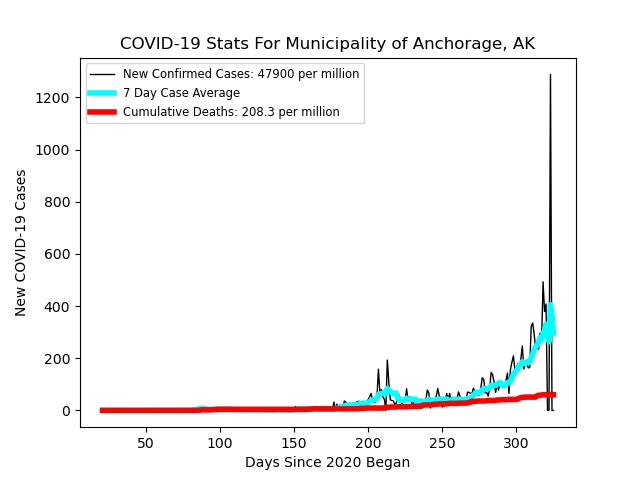 COVID-19 Stats For Municipality of Anchorage, AK
New Confirmed Cases: 47900 per million
7 Day Case Average
Cumulative Deaths: 208.3 per million
New COVID-19 Cases
1200
1000
800
600
400
200
0
50 100 150 200 250 300
Days Since 2020 Began